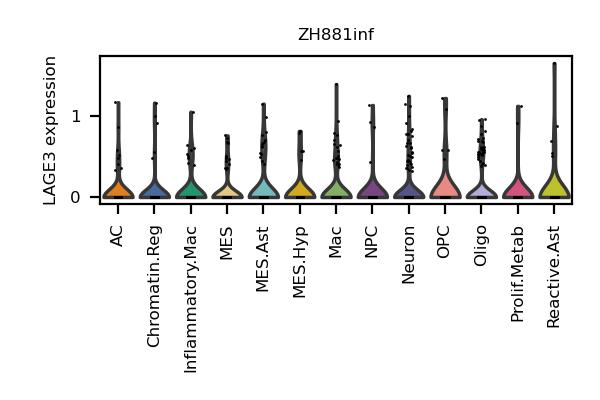 ZH881inf
LAGE3 expression
1
0
AC
Chromatin.Reg
Inflammatory.Mac
MES
MES.Ast
MES.Hyp
Mac
NPC
Neuron
OPC
Oligo
Prolif.Metab
Reactive.Ast